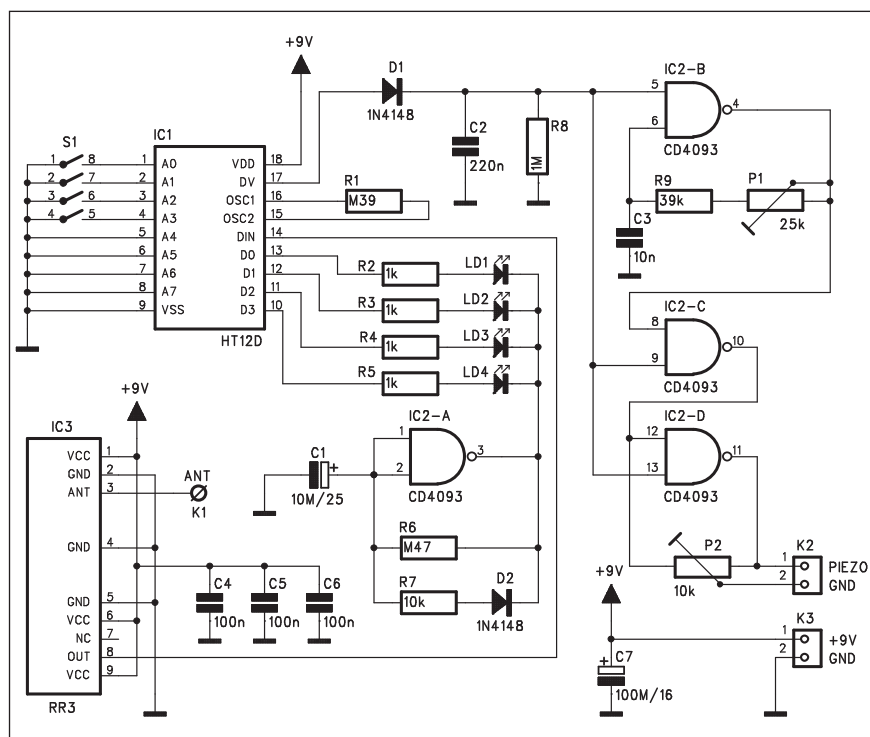 +9V
S1
1 8
2 7
3 6
4 5
IC1
1 A0 VDD 18
2 A1 DV 17
3 A2 OSC1 16
4 A3 OSC2 15
5 A4 DIN 14
6 A5 D0 13
7 A6 D1 12
8 A7 D2 11
9 VSS D3 10
HT12D
R1
M39
D1
1N4148
C2
220n
R8
1M
IC2-B
5
6
4
CD4093
R9
39k
P1
25k
C3
10n
R2
1k
LD1
R3
1k
LD2
R4
1k
LD3
R5
1k
LD4
IC2-C
8
9
10
CD4093
IC2-A
1
2
3
CD4093
C1
+
10M/25
IC2-D
12
13
11
CD4093
R6
M47
R7
10k
D2
1N4148
P2
10k
K2
1 PIEZO
2 GND
+9V
IC3
VCC 1
GND 2
ANT 3
GND 4
GND 5
VCC 6
NC 7
OUT 8
VCC 9
RR3
ANT
K1
C4
100n
C5
100n
C6
100n
+9V
+
C7
100M/16
K3
1 +9V
2 GND